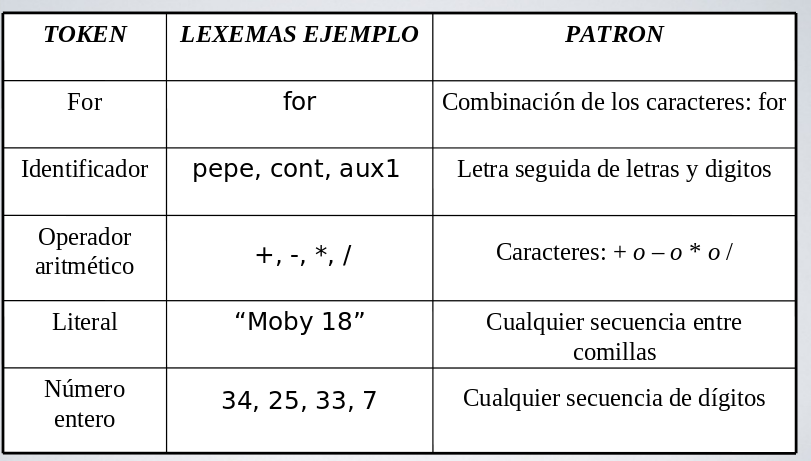 TOKEN LEXEMAS EJEMPLO PATRON
For for Combinación de los caracteres: for
Identificador pepe, cont, aux1 Letra seguida de letras y digitos
Operador
aritmético
+, -, *, /
Caracteres: + o – o * o /
Literal “Moby 18” Cualquier secuencia entre
comillas
Número
entero
34, 25, 33, 7
Cualquier secuencia de dígitos